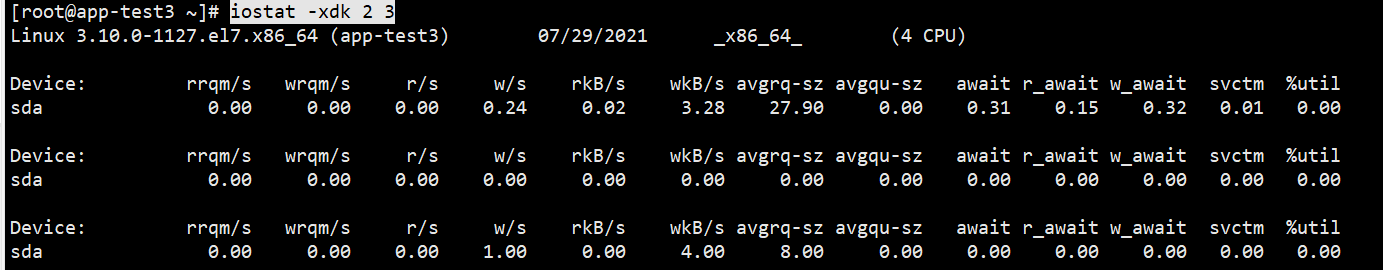 [root@app-test3 ~]# iostat -xdk 2 3
Linux 3.10.0-1127.el7.x86_64 (app-test3) 07/29/2021 _x86_64_ (4 CPU)
Device: rrqm/s wrqm/s r/s w/s rkB/s wkB/s avgrq-sz avgqu-sz await r_await w_await svctm %util
sda 0.00 0.00 0.00 0.24 0.02 3.28 27.90 0.00 0.31 0.15 0.32 0.01 0.00
Device: rrqm/s wrqm/s r/s w/s rkB/s wkB/s avgrq-sz avgqu-sz await r_await w_await svctm %util
sda 0.00 0.00 0.00 0.00 0.00 0.00 0.00 0.00 0.00 0.00 0.00 0.00 0.00
Device: rrqm/s wrqm/s r/s w/s rkB/s wkB/s avgrq-sz avgqu-sz await r_await w_await svctm %util
sda 0.00 0.00 0.00 1.00 0.00 4.00 8.00 0.00 0.00 0.00 0.00 0.00 0.00